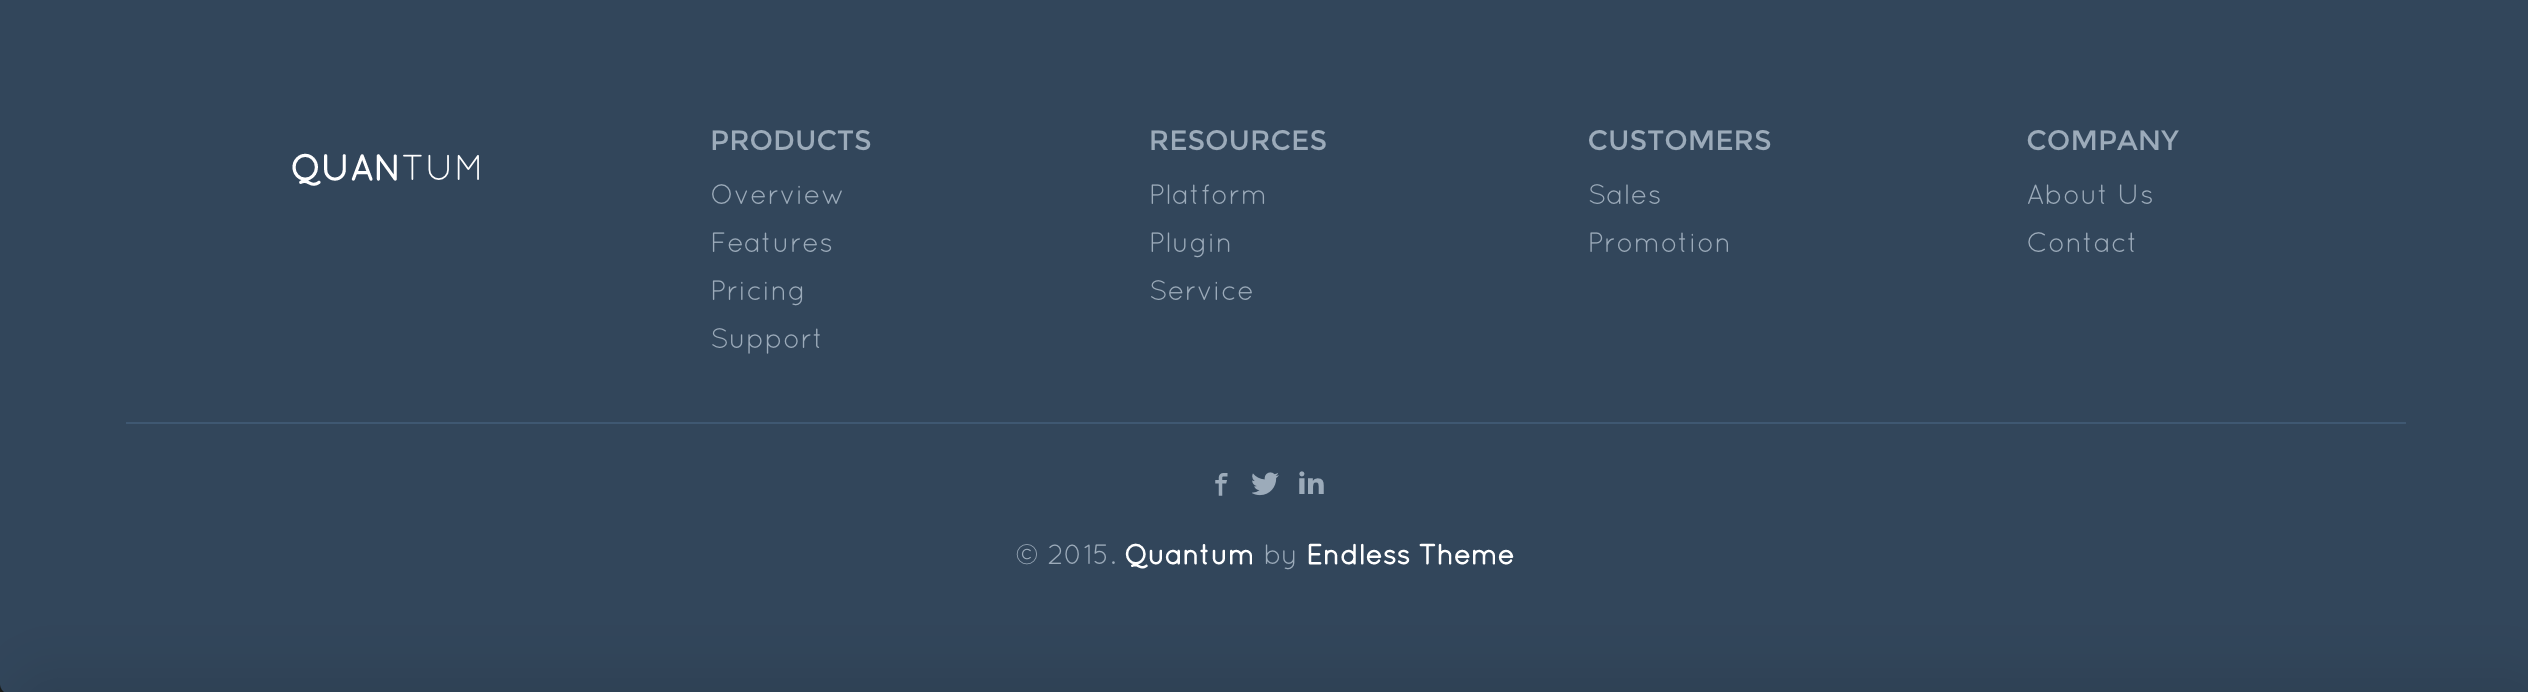 QUANTUM
PRODUCTS
Overview
Features
Pricing
Support
RESOURCES
Platform
Plugin
Service
CUSTOMERS
Sales
Promotion
COMPANY
About Us
Contact
© 2015. Quantum by Endless Theme